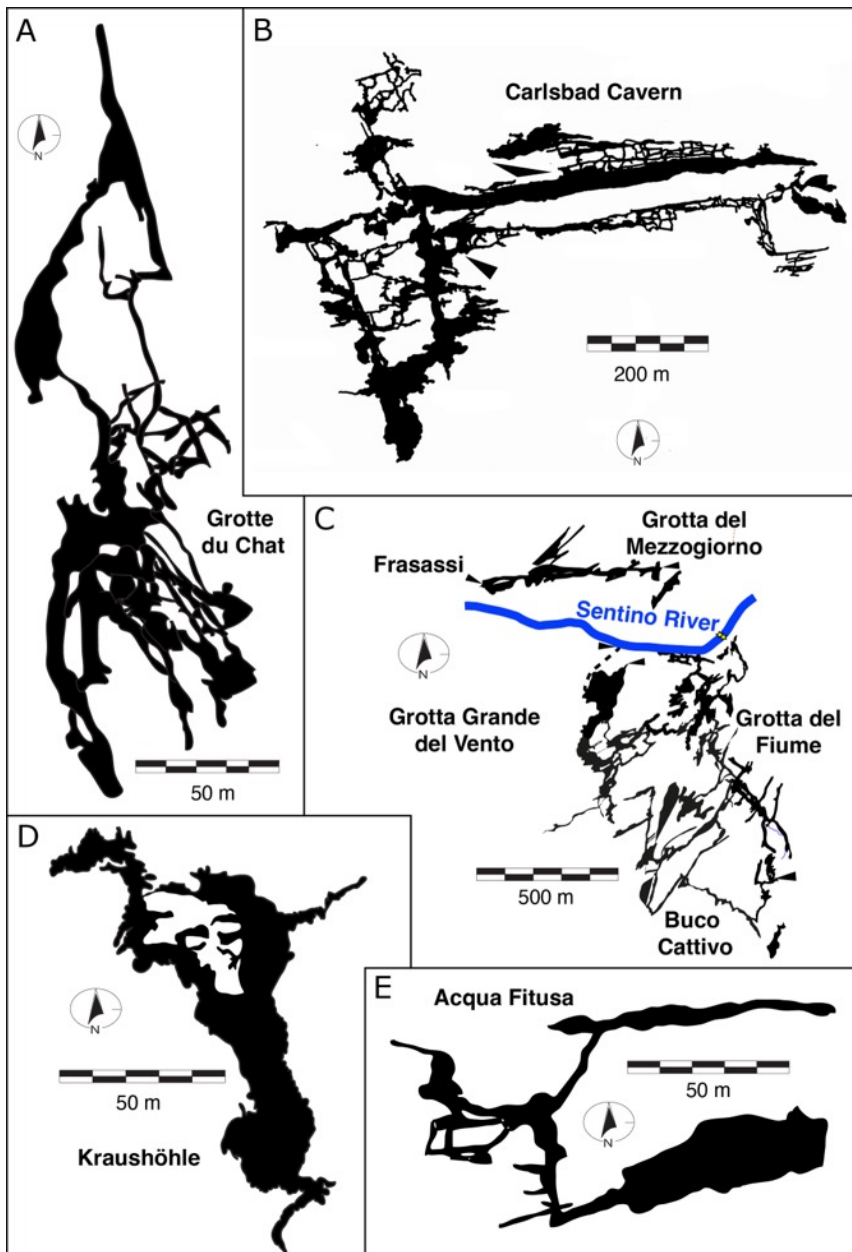 A
N
Grotte
du Chat
50 m
B
Carlsbad Cavern
200 m
N
C
Grotta del
Mezzogiorno
Frasassi
Sentino River
N
Grotta Grande
del Vento
Grotta del
Fiume
500 m
Buco
Cattivo
D
N
50 m
Kraushöhle
E
Acqua Fitusa
50 m
N